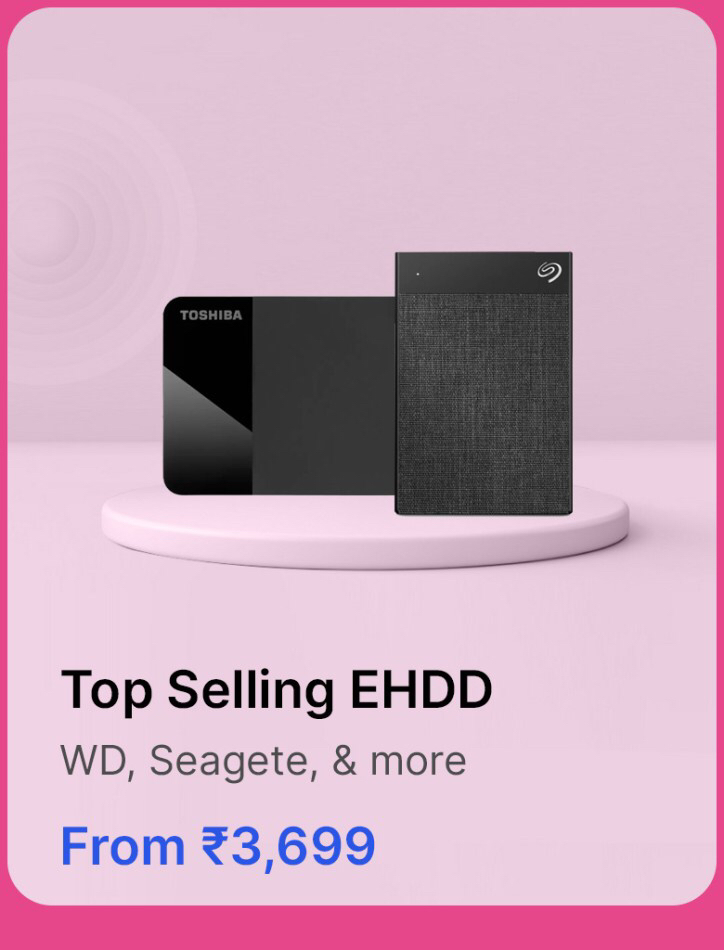 TOSHIBA
Top Selling EHDD
WD, Seagete, & more
From ₹3,699